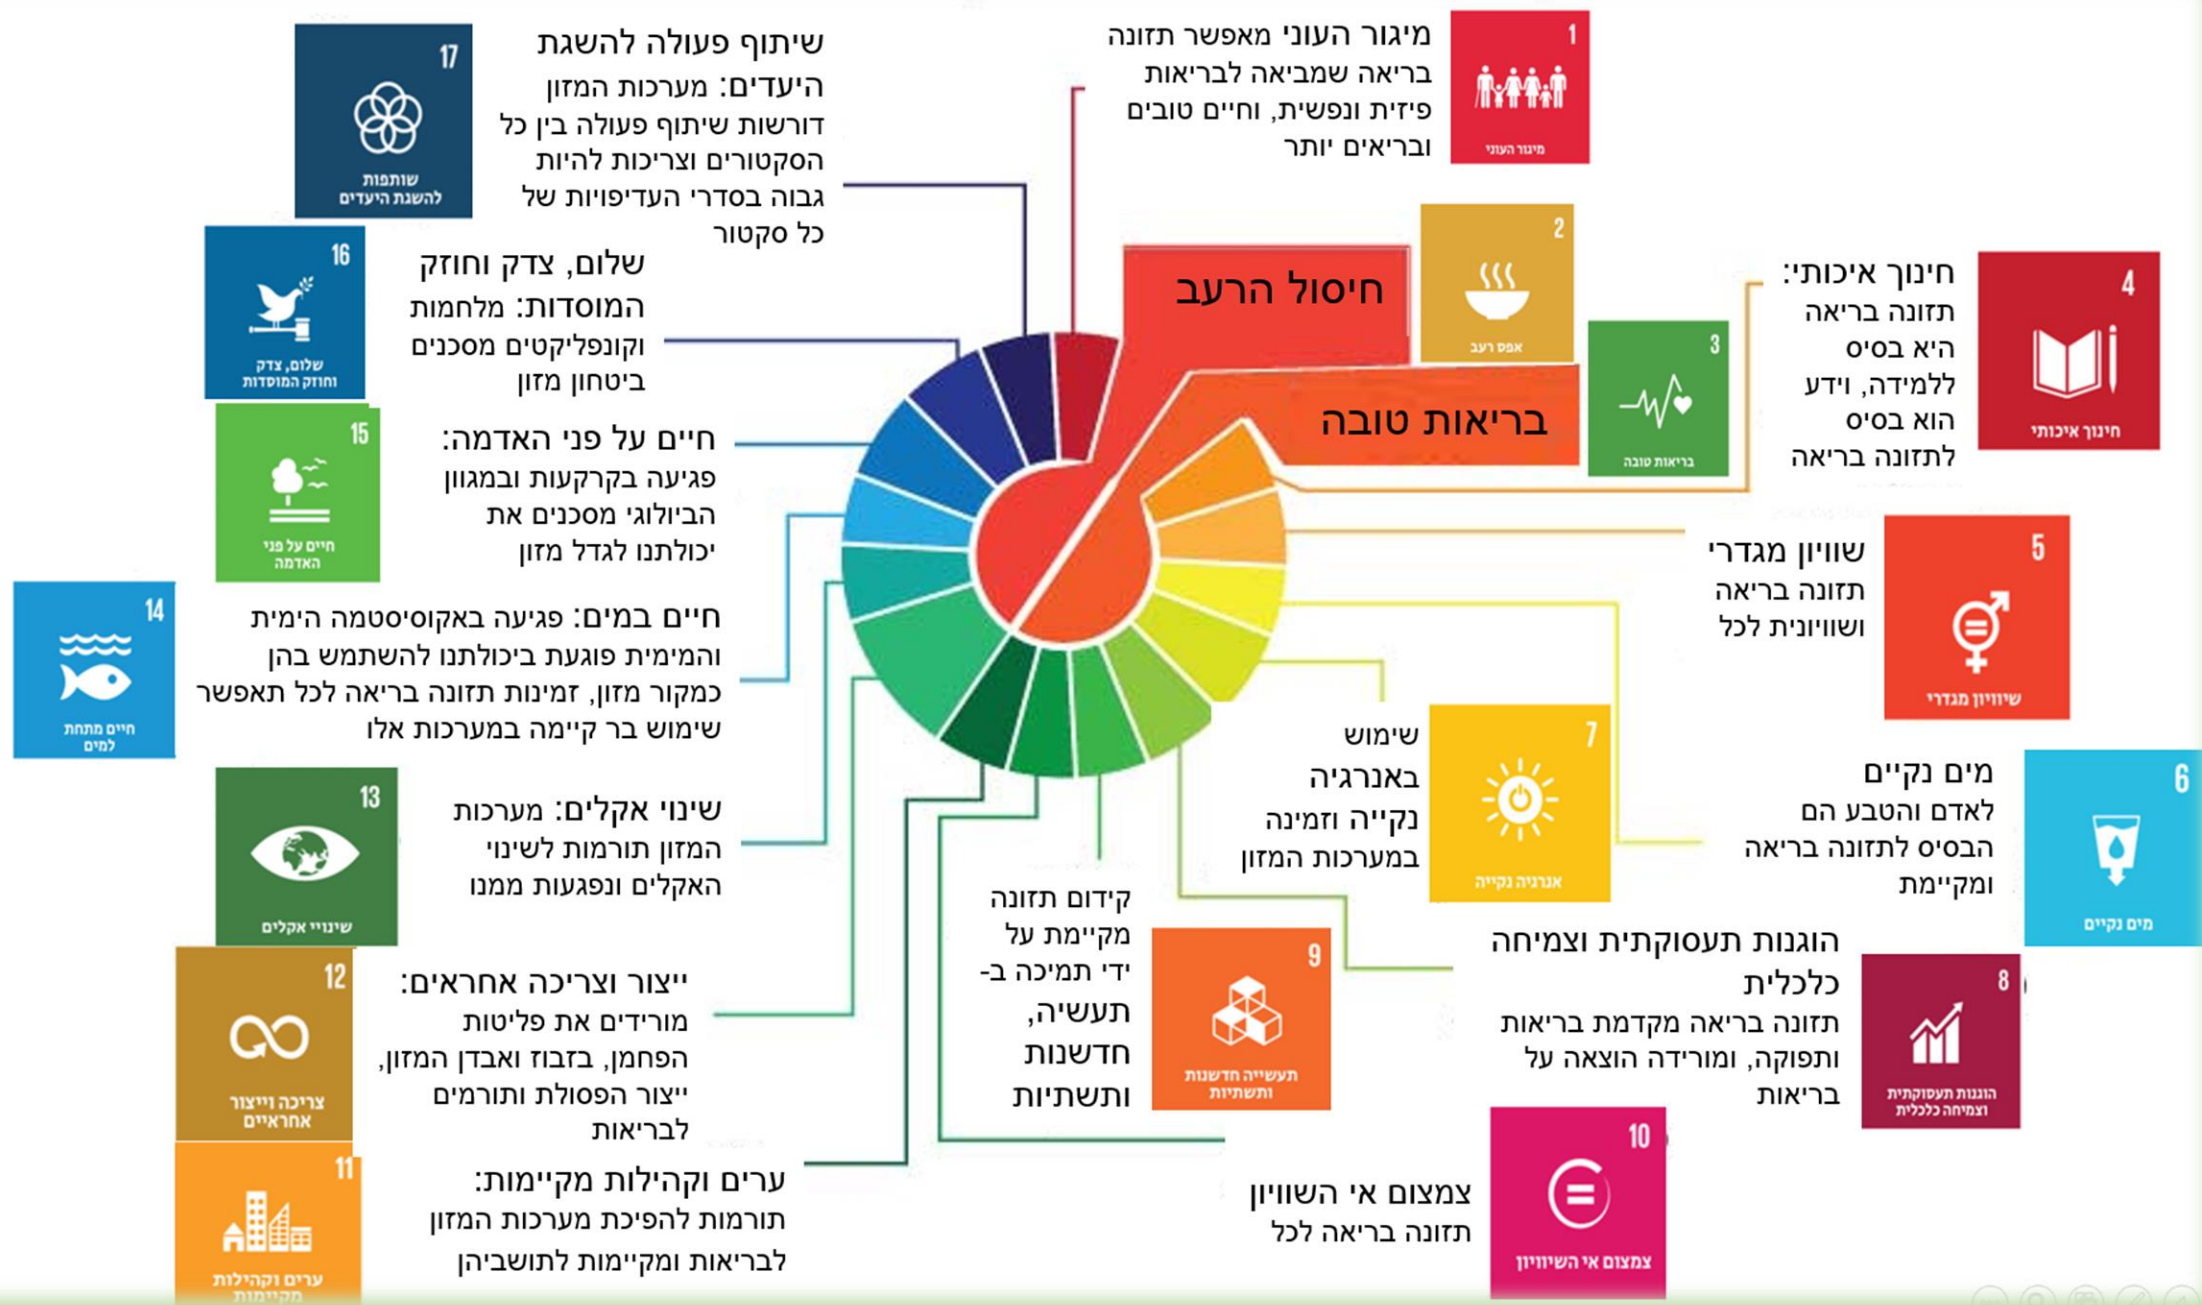 1
מיגור העוני
מיגור העוני מאפשר תזונה
בריאה שמביאה לבריאות
פיזית ונפשית, וחיים טובים
ובריאים יותר
2
אפס רעב
חיסול הרעב
3
בריאות טובה
בריאות טובה
4
חינוך איכותי
חינוך איכותי:
תזונה בריאה
היא בסיס
ללמידה, וידע
הוא בסיס
לתזונה בריאה
5
שיוויון מגדרי
שוויון מגדרי
תזונה בריאה
ושוויונית לכל
6
מים נקיים
מים נקיים
לאדם והטבע הם
הבסיס לתזונה בריאה
ומקיימת
7
אנרגיה נקייה
שימוש
באנרגיה
נקייה וזמינה
במערכות המזון
8
הוגנות תעסוקתית
וצמיחה כלכלית
הוגנות תעסוקתית וצמיחה
כלכלית
תזונה בריאה מקדמת בריאות
ותפוקה, ומורידה הוצאה על
בריאות
9
תעשייה חדשנות
ותשתיות
קידום תזונה
מקיימת על
ידי תמיכה ב-
תעשיה,
חדשנות
ותשתיות
10
צמצום אי השיוויון
צמצום אי השוויון
תזונה בריאה לכל
11
ערים וקהילות
מקיימות
ערים וקהילות מקיימות:
תורמות להפיכת מערכות המזון
לבריאות ומקיימות לתושביהן
12
צריכה וייצור
אחראיים
ייצור וצריכה אחראים:
מורידים את פליטות
הפחמן, בזבוז ואבדן המזון,
ייצור הפסולת ותורמים
לבריאות
13
שינויי אקלים
שינוי אקלים: מערכות
המזון תורמות לשינוי
האקלים ונפגעות ממנו
14
חיים מתחת
למים
חיים במים: פגיעה באקוסיסטמה הימית
והמימית פוגעת ביכולתנו להשתמש בהן
כמקור מזון, זמינות תזונה בריאה לכל תאפשר
שימוש בר קיימה במערכות אלו
15
חיים על פני
האדמה
חיים על פני האדמה:
פגיעה בקרקעות ובמגוון
הביולוגי מסכנים את
יכולתנו לגדל מזון
16
שלום, צדק
וחוזק המוסדות
שלום, צדק וחוזק
המוסדות: מלחמות
וקונפליקטים מסכנים
ביטחון מזון
17
שותפות
להשגת היעדים
שיתוף פעולה להשגת
היעדים: מערכות המזון
דורשות שיתוף פעולה בין כל
הסקטורים וצריכות להיות
גבוה בסדרי העדיפויות של
כל סקטור